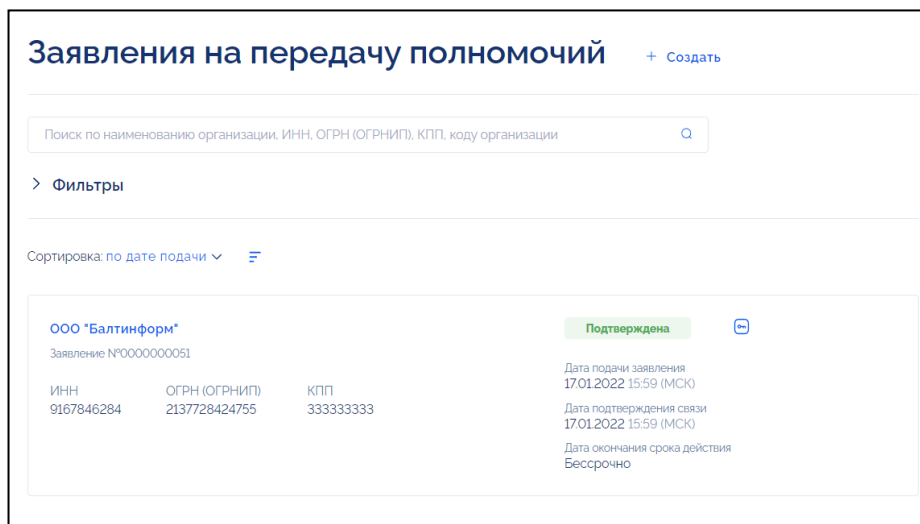 Заявления на передачу полномочий + Создать
Поиск по наименованию организации, ИНН, ОГРН (ОГРНИП), КПП, коду организации
Фильтры
Сортировка: по дате подачи
ООО "Балтинформ"
Заявление №0000000051
ИНН ОГРН (ОГРНИП) КПП
9167846284 2137728424755 333333333
Подтверждена
Дата подачи заявления
17.01.2022 15:59 (МСК)
Дата подтверждения связи
17.01.2022 15:59 (МСК)
Дата окончания срока действия
Бессрочно